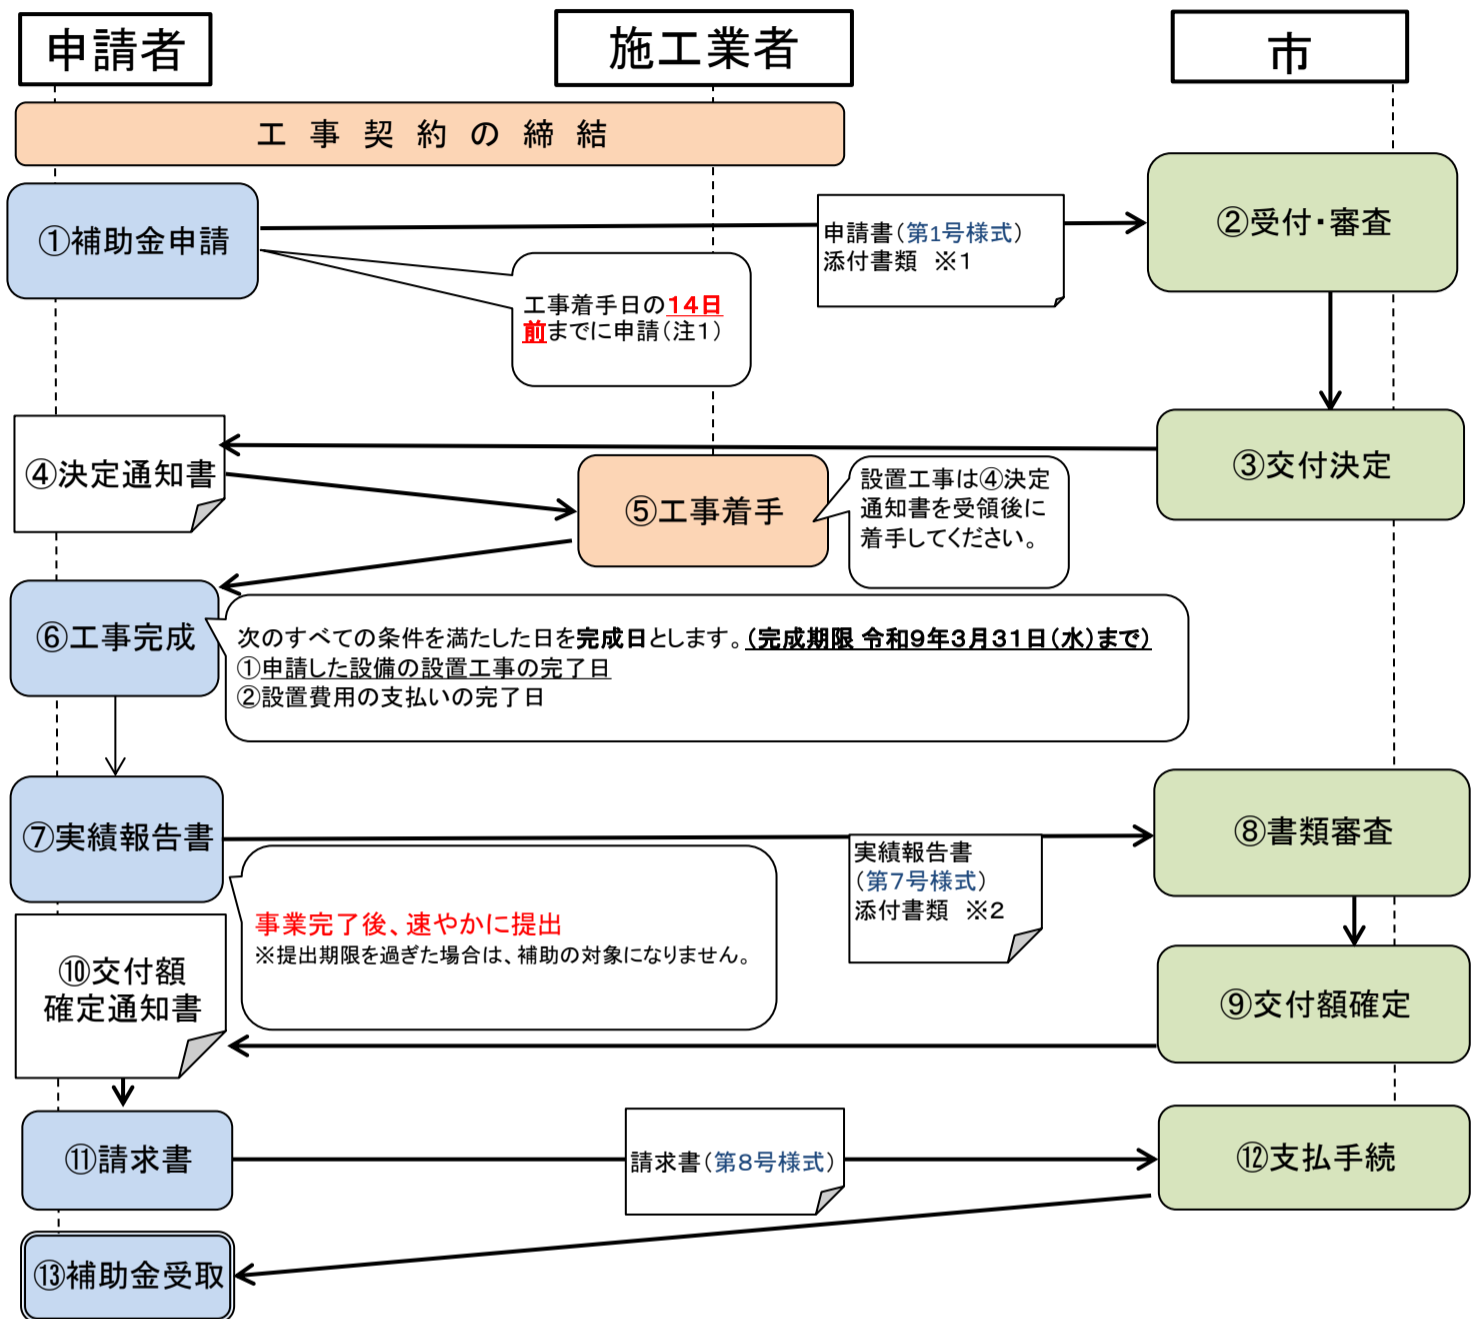 申請者
施工業者
市
工事契約の締結
①補助金申請
申請書(第1号様式)
添付書類　※1
②受付・審査
工事着手日の14日
前までに申請(注1)
④決定通知書
③交付決定
⑤工事着手
設置工事は④決定
通知書を受領後に
着手してください。
⑥工事完成
次のすべての条件を満たした日を完成日とします。(完成期限 令和9年3月31日(水)まで)
①申請した設備の設置工事の完了日
②設置費用の支払いの完了日
⑦実績報告書
実績報告書
(第7号様式)
添付書類　※2
⑧書類審査
事業完了後、速やかに提出
※提出期限を過ぎた場合は、補助の対象になりません。
⑩交付額
確定通知書
⑨交付額確定
⑪請求書
請求書(第8号様式)
⑫支払手続
⑬補助金受取